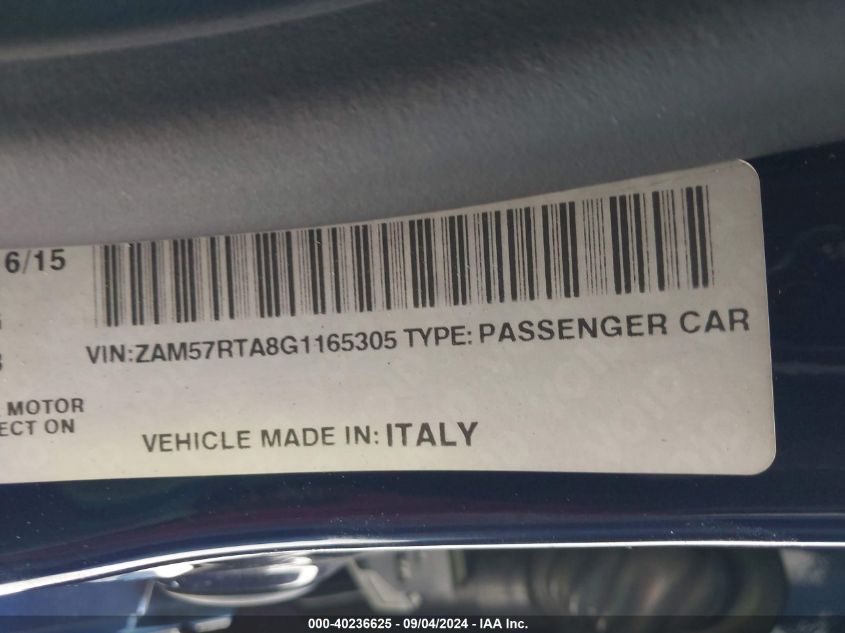 6/15
VIN:ZAM57RTA8G1165305 TYPE: PASSENGER CAR
MOTOR
ECT ON
VEHICLE MADE IN: ITALY
000-40236625 - 09/04/2024 - IAA Inc.